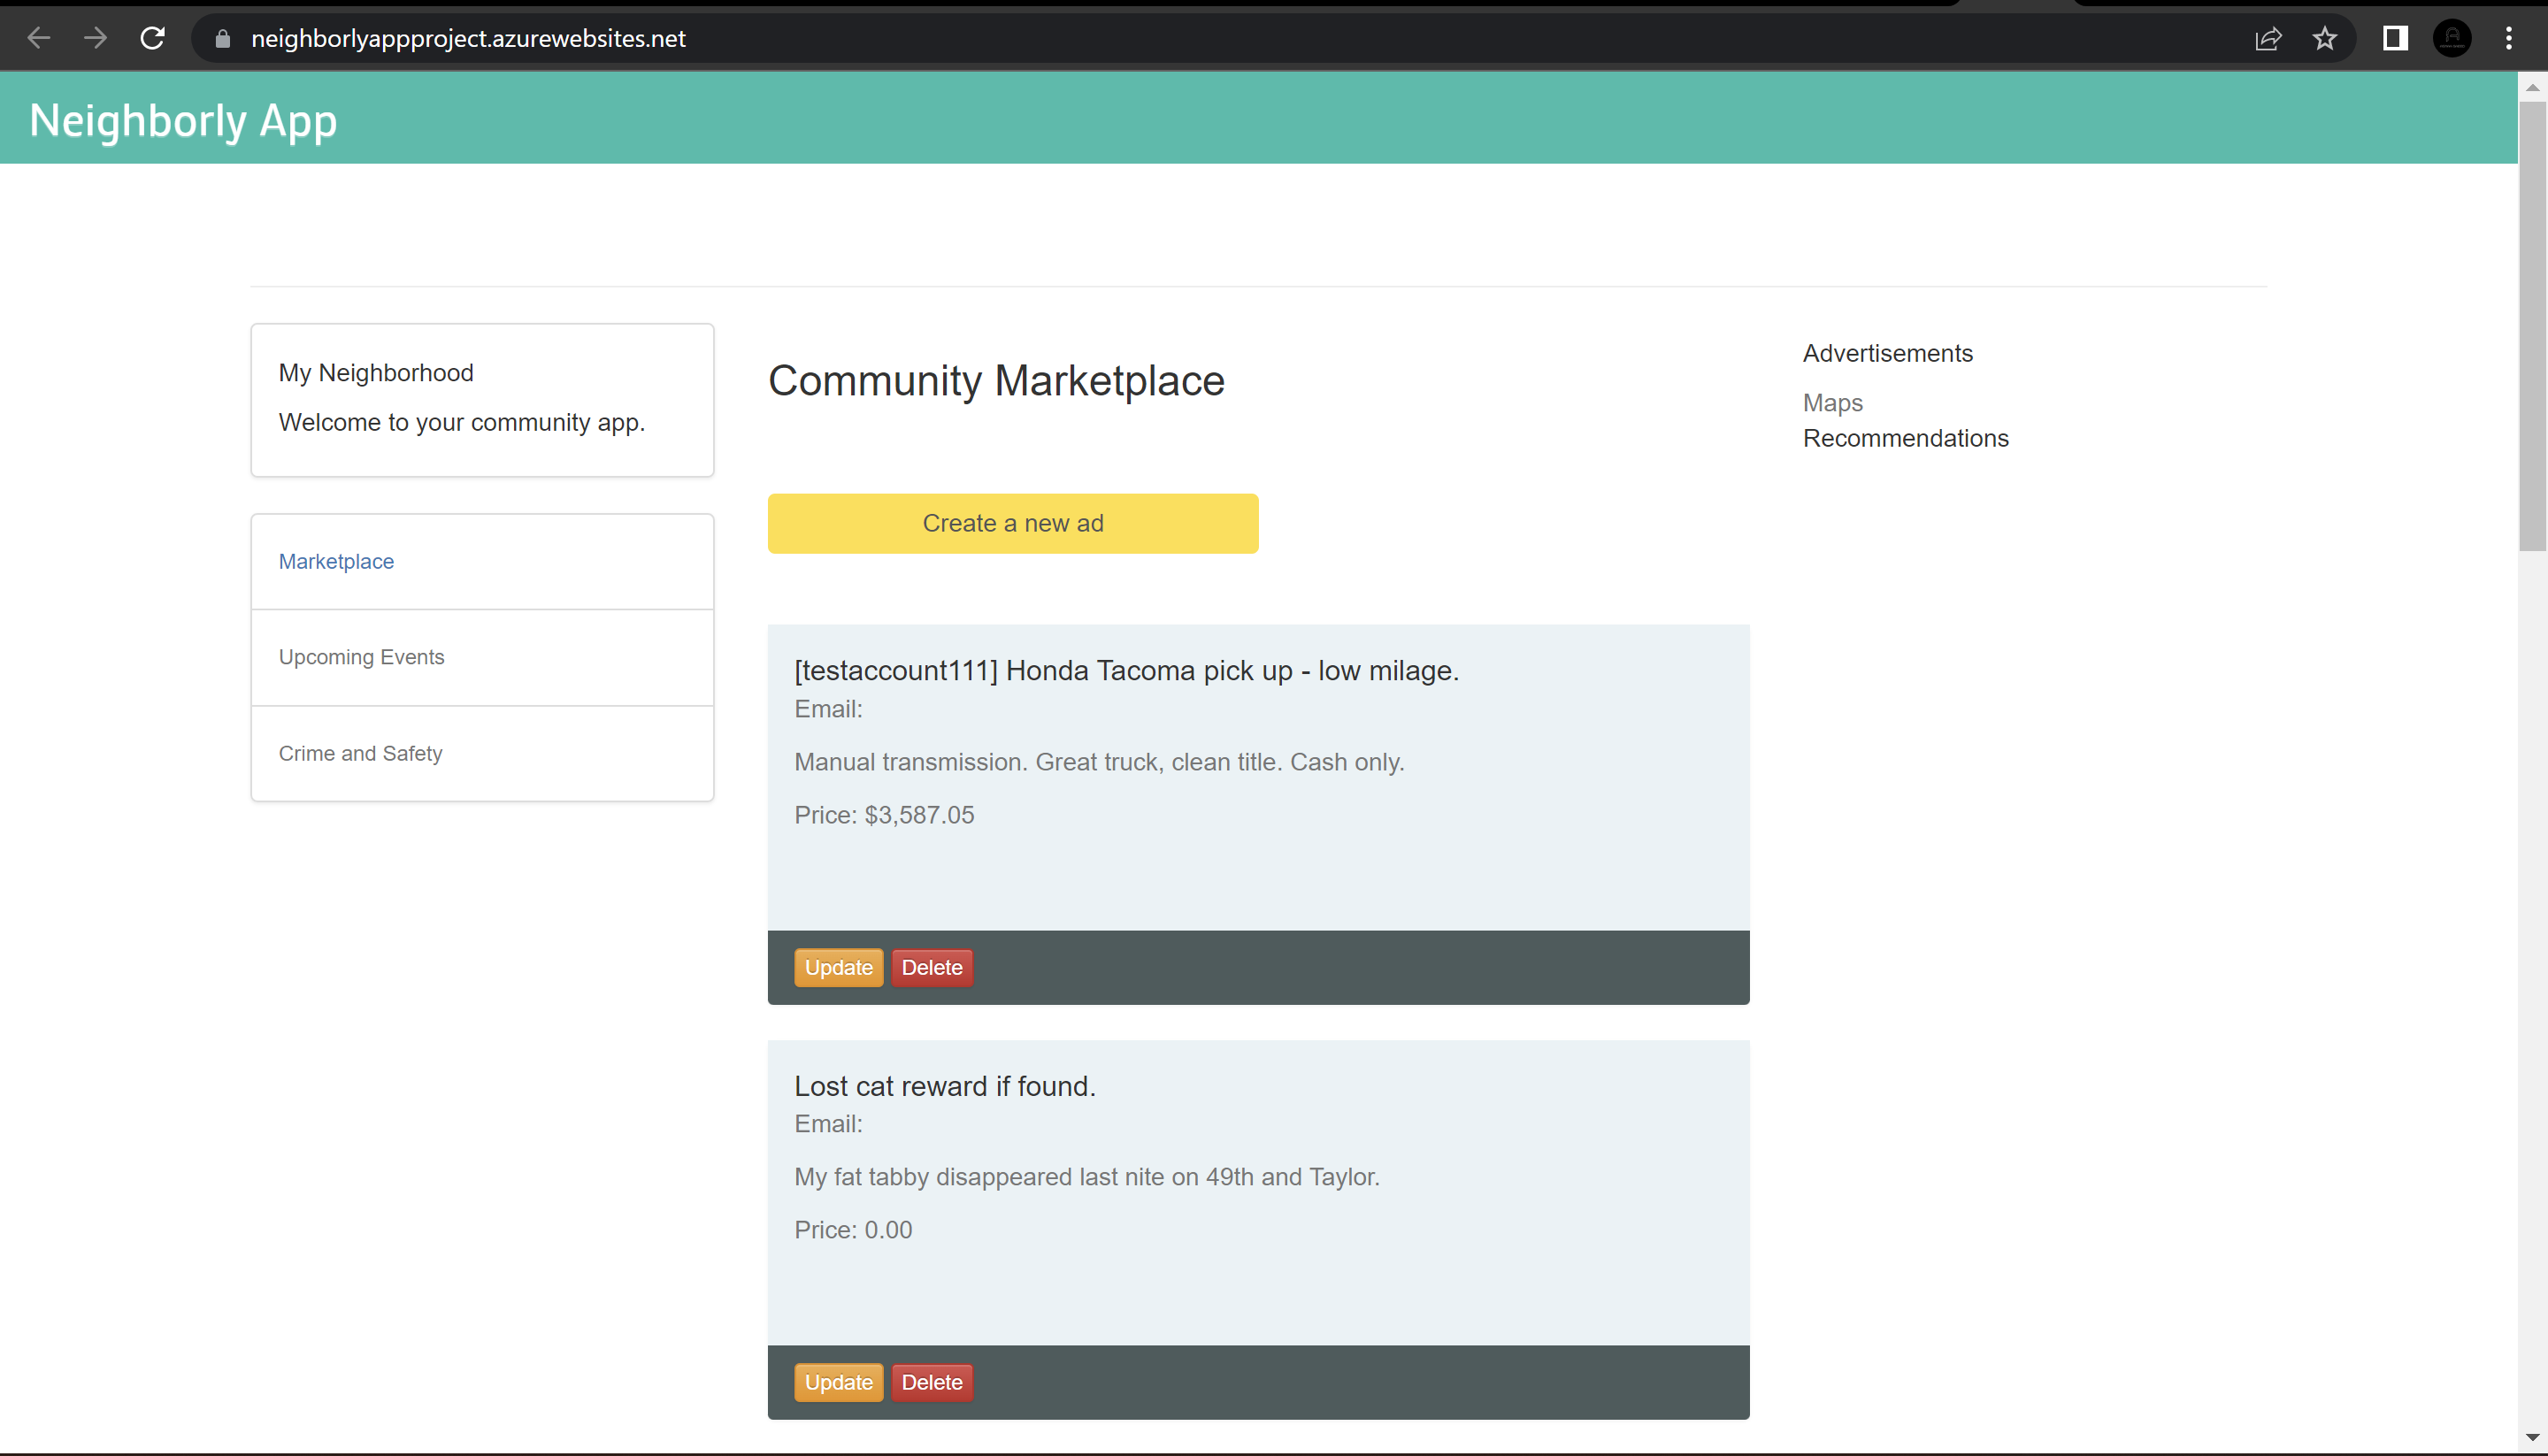 neighborlyappproject.azurewebsites.net
Neighborly App
My Neighborhood
Welcome to your community app.
Marketplace
Upcoming Events
Crime and Safety
Community Marketplace
Create a new ad
[testaccount111] Honda Tacoma pick up - low milage.
Email:
Manual transmission. Great truck, clean title. Cash only.
Price: $3,587.05
Update Delete
Lost cat reward if found.
Email:
My fat tabby disappeared last nite on 49th and Taylor.
Price: 0.00
Update Delete
Advertisements
Maps
Recommendations